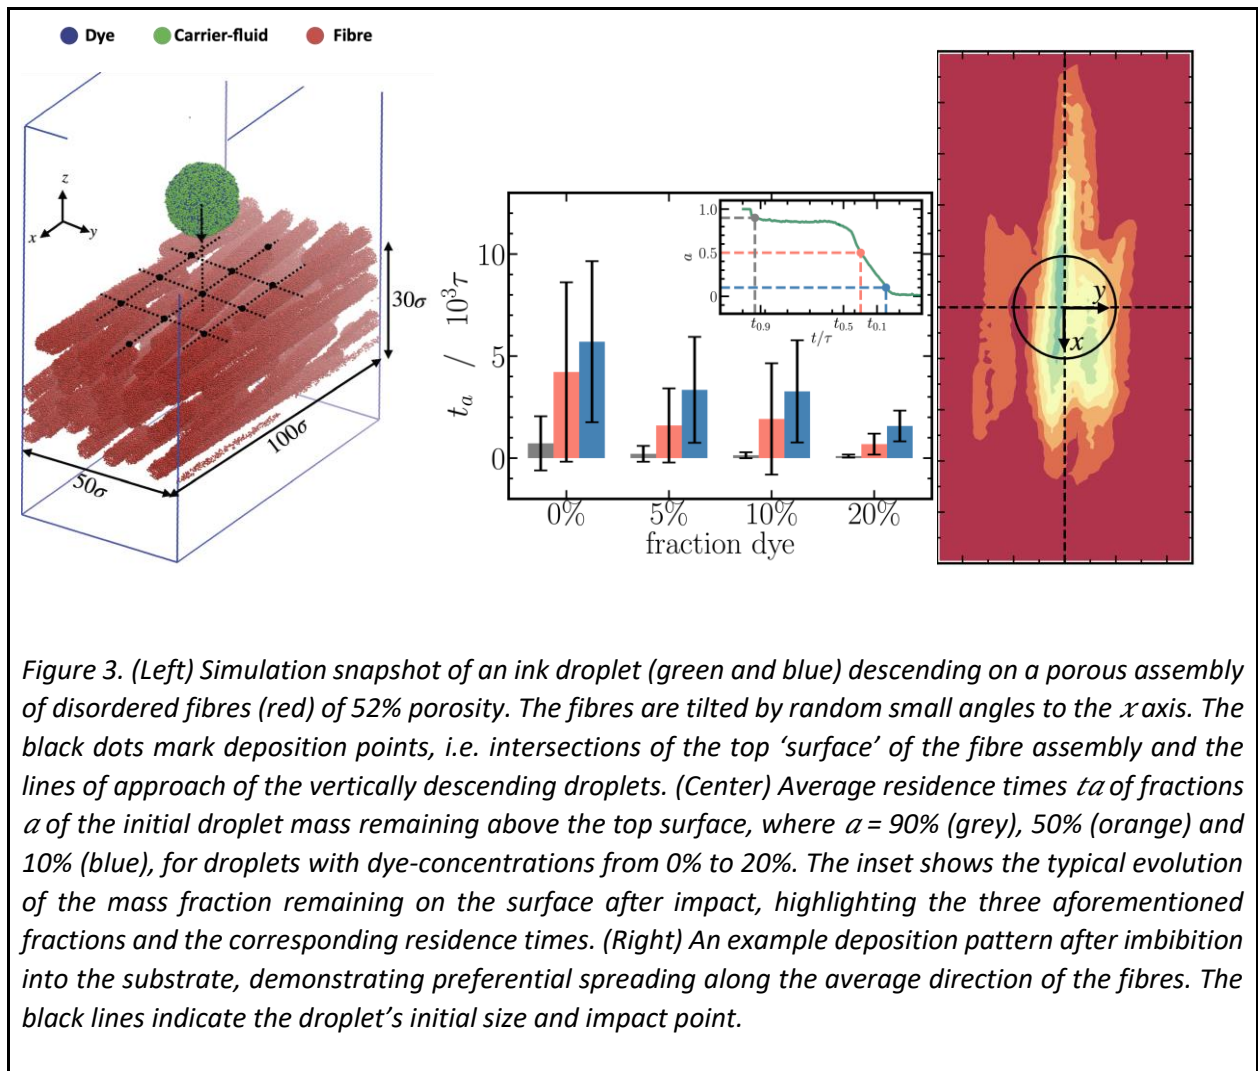 Dye Carrier-fluid Fibre
z
x
y
30σ
100σ
50σ
t_a / 10^3 τ
10
5
0
0% 5% 10% 20%
fraction dye
1.0
0.5
0
a
t_0.9 t_0.5 t_0.1
t/τ
y
x
Figure 3. (Left) Simulation snapshot of an ink droplet (green and blue) descending on a porous assembly
of disordered fibres (red) of 52% porosity. The fibres are tilted by random small angles to the x axis. The
black dots mark deposition points, i.e. intersections of the top ‘surface’ of the fibre assembly and the
lines of approach of the vertically descending droplets. (Center) Average residence times ta of fractions
a of the initial droplet mass remaining above the top surface, where a = 90% (grey), 50% (orange) and
10% (blue), for droplets with dye-concentrations from 0% to 20%. The inset shows the typical evolution
of the mass fraction remaining on the surface after impact, highlighting the three aforementioned
fractions and the corresponding residence times. (Right) An example deposition pattern after imbibition
into the substrate, demonstrating preferential spreading along the average direction of the fibres. The
black lines indicate the droplet’s initial size and impact point.